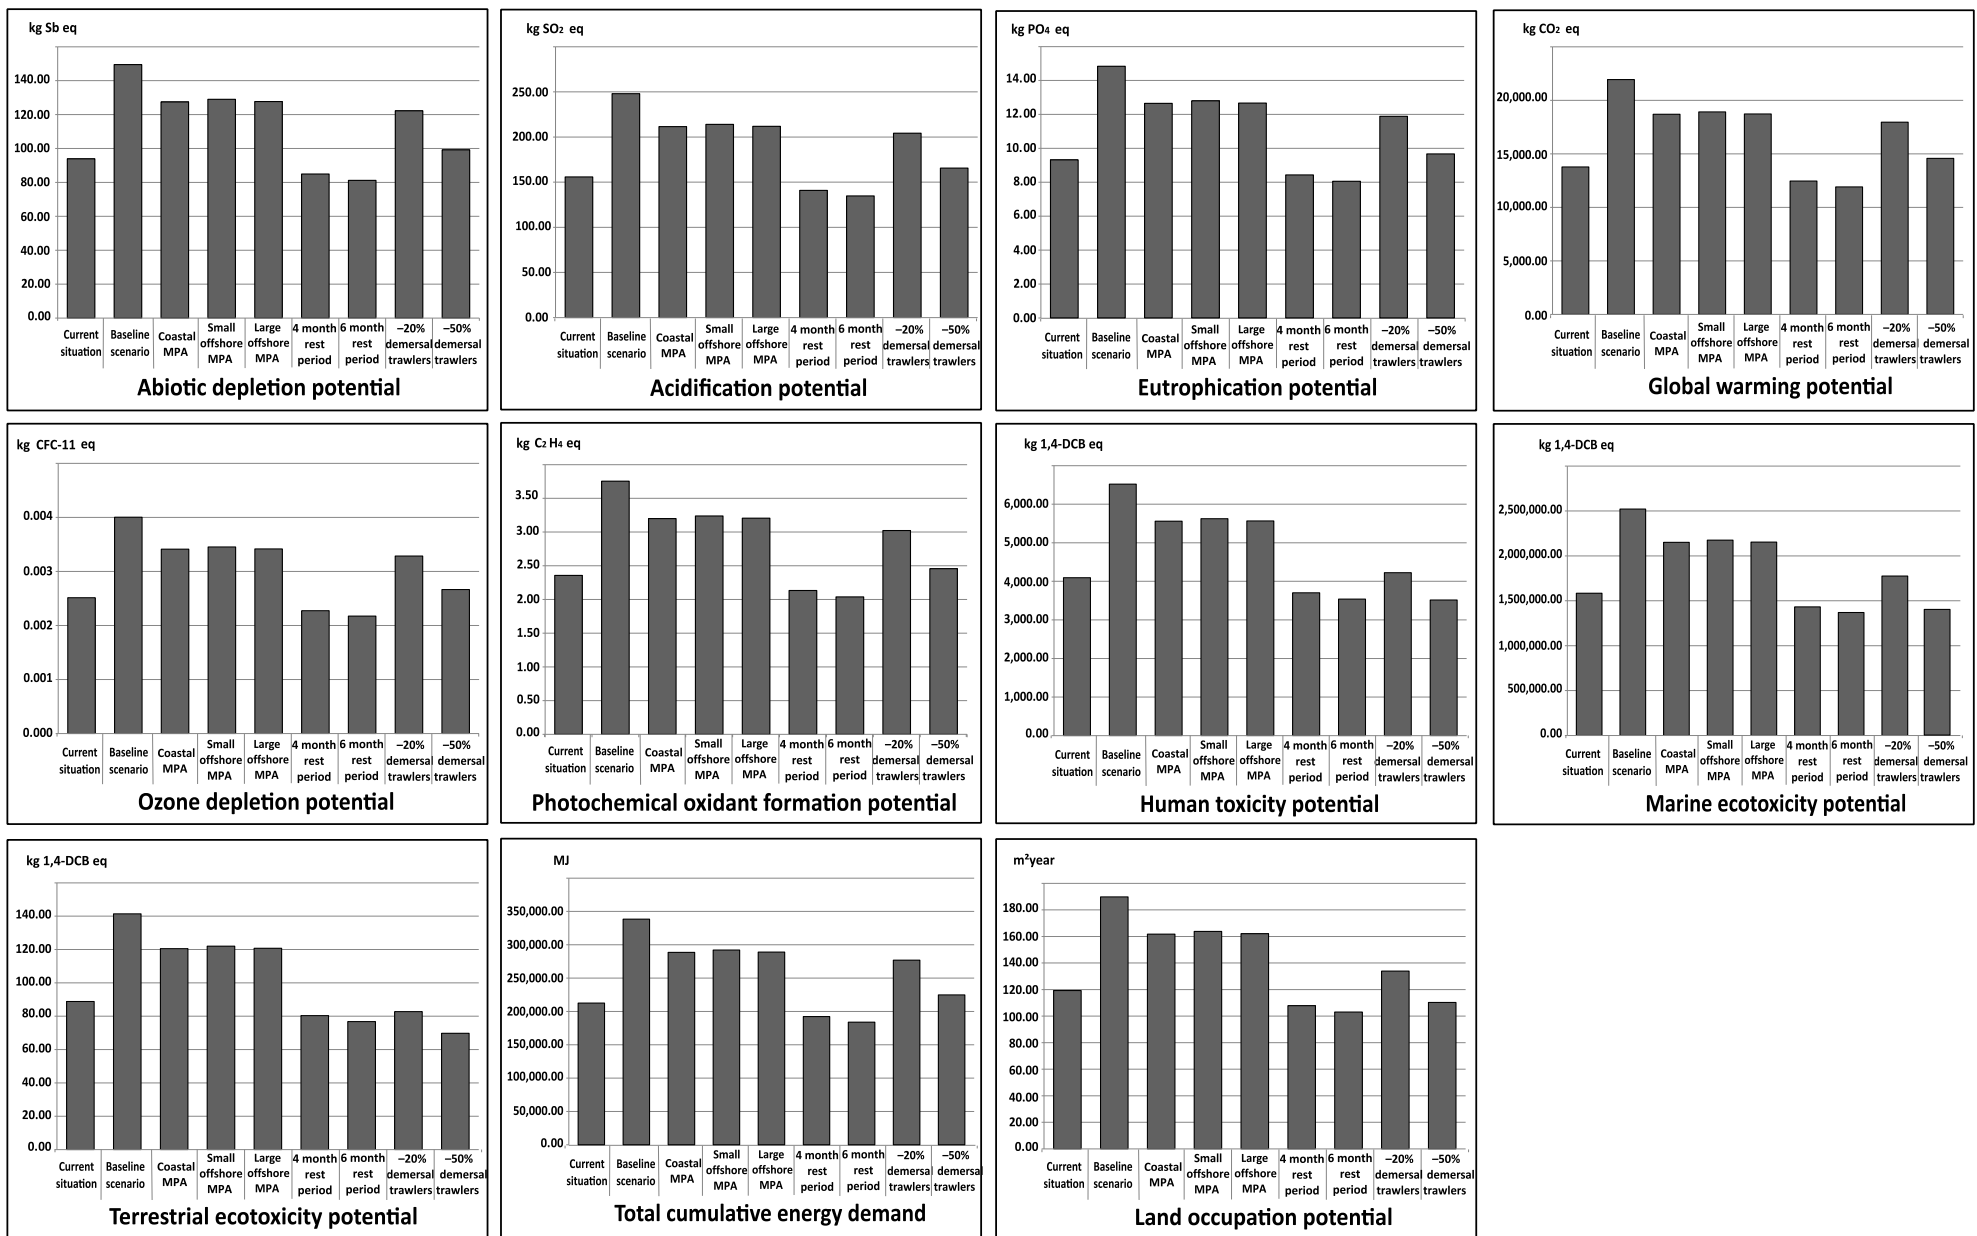 kg Sb eq
140.00
120.00
100.00
80.00
60.00
40.00
20.00
0.00
Current situation
Baseline scenario
Coastal MPA
Small offshore MPA
Large offshore MPA
4 month rest period
6 month rest period
–20% demersal trawlers
–50% demersal trawlers
Abiotic depletion potential
kg SO2 eq
250.00
200.00
150.00
100.00
50.00
0.00
Current situation
Baseline scenario
Coastal MPA
Small offshore MPA
Large offshore MPA
4 month rest period
6 month rest period
–20% demersal trawlers
–50% demersal trawlers
Acidification potential
kg PO4 eq
14.00
12.00
10.00
8.00
6.00
4.00
2.00
0.00
Current situation
Baseline scenario
Coastal MPA
Small offshore MPA
Large offshore MPA
4 month rest period
6 month rest period
–20% demersal trawlers
–50% demersal trawlers
Eutrophication potential
kg CO2 eq
20,000.00
15,000.00
10,000.00
5,000.00
0.00
Current situation
Baseline scenario
Coastal MPA
Small offshore MPA
Large offshore MPA
4 month rest period
6 month rest period
–20% demersal trawlers
–50% demersal trawlers
Global warming potential
kg CFC-11 eq
0.004
0.003
0.002
0.001
0.000
Current situation
Baseline scenario
Coastal MPA
Small offshore MPA
Large offshore MPA
4 month rest period
6 month rest period
–20% demersal trawlers
–50% demersal trawlers
Ozone depletion potential
kg C2 H4 eq
3.50
3.00
2.50
2.00
1.50
1.00
0.50
0.00
Current situation
Baseline scenario
Coastal MPA
Small offshore MPA
Large offshore MPA
4 month rest period
6 month rest period
–20% demersal trawlers
–50% demersal trawlers
Photochemical oxidant formation potential
kg 1,4-DCB eq
6,000.00
5,000.00
4,000.00
3,000.00
2,000.00
1,000.00
0.00
Current situation
Baseline scenario
Coastal MPA
Small offshore MPA
Large offshore MPA
4 month rest period
6 month rest period
–20% demersal trawlers
–50% demersal trawlers
Human toxicity potential
kg 1,4-DCB eq
2,500,000.00
2,000,000.00
1,500,000.00
1,000,000.00
500,000.00
0.00
Current situation
Baseline scenario
Coastal MPA
Small offshore MPA
Large offshore MPA
4 month rest period
6 month rest period
–20% demersal trawlers
–50% demersal trawlers
Marine ecotoxicity potential
kg 1,4-DCB eq
140.00
120.00
100.00
80.00
60.00
40.00
20.00
0.00
Current situation
Baseline scenario
Coastal MPA
Small offshore MPA
Large offshore MPA
4 month rest period
6 month rest period
–20% demersal trawlers
–50% demersal trawlers
Terrestrial ecotoxicity potential
MJ
350,000.00
300,000.00
250,000.00
200,000.00
150,000.00
100,000.00
50,000.00
0.00
Current situation
Baseline scenario
Coastal MPA
Small offshore MPA
Large offshore MPA
4 month rest period
6 month rest period
–20% demersal trawlers
–50% demersal trawlers
Total cumulative energy demand
m²year
180.00
160.00
140.00
120.00
100.00
80.00
60.00
40.00
20.00
0.00
Current situation
Baseline scenario
Coastal MPA
Small offshore MPA
Large offshore MPA
4 month rest period
6 month rest period
–20% demersal trawlers
–50% demersal trawlers
Land occupation potential